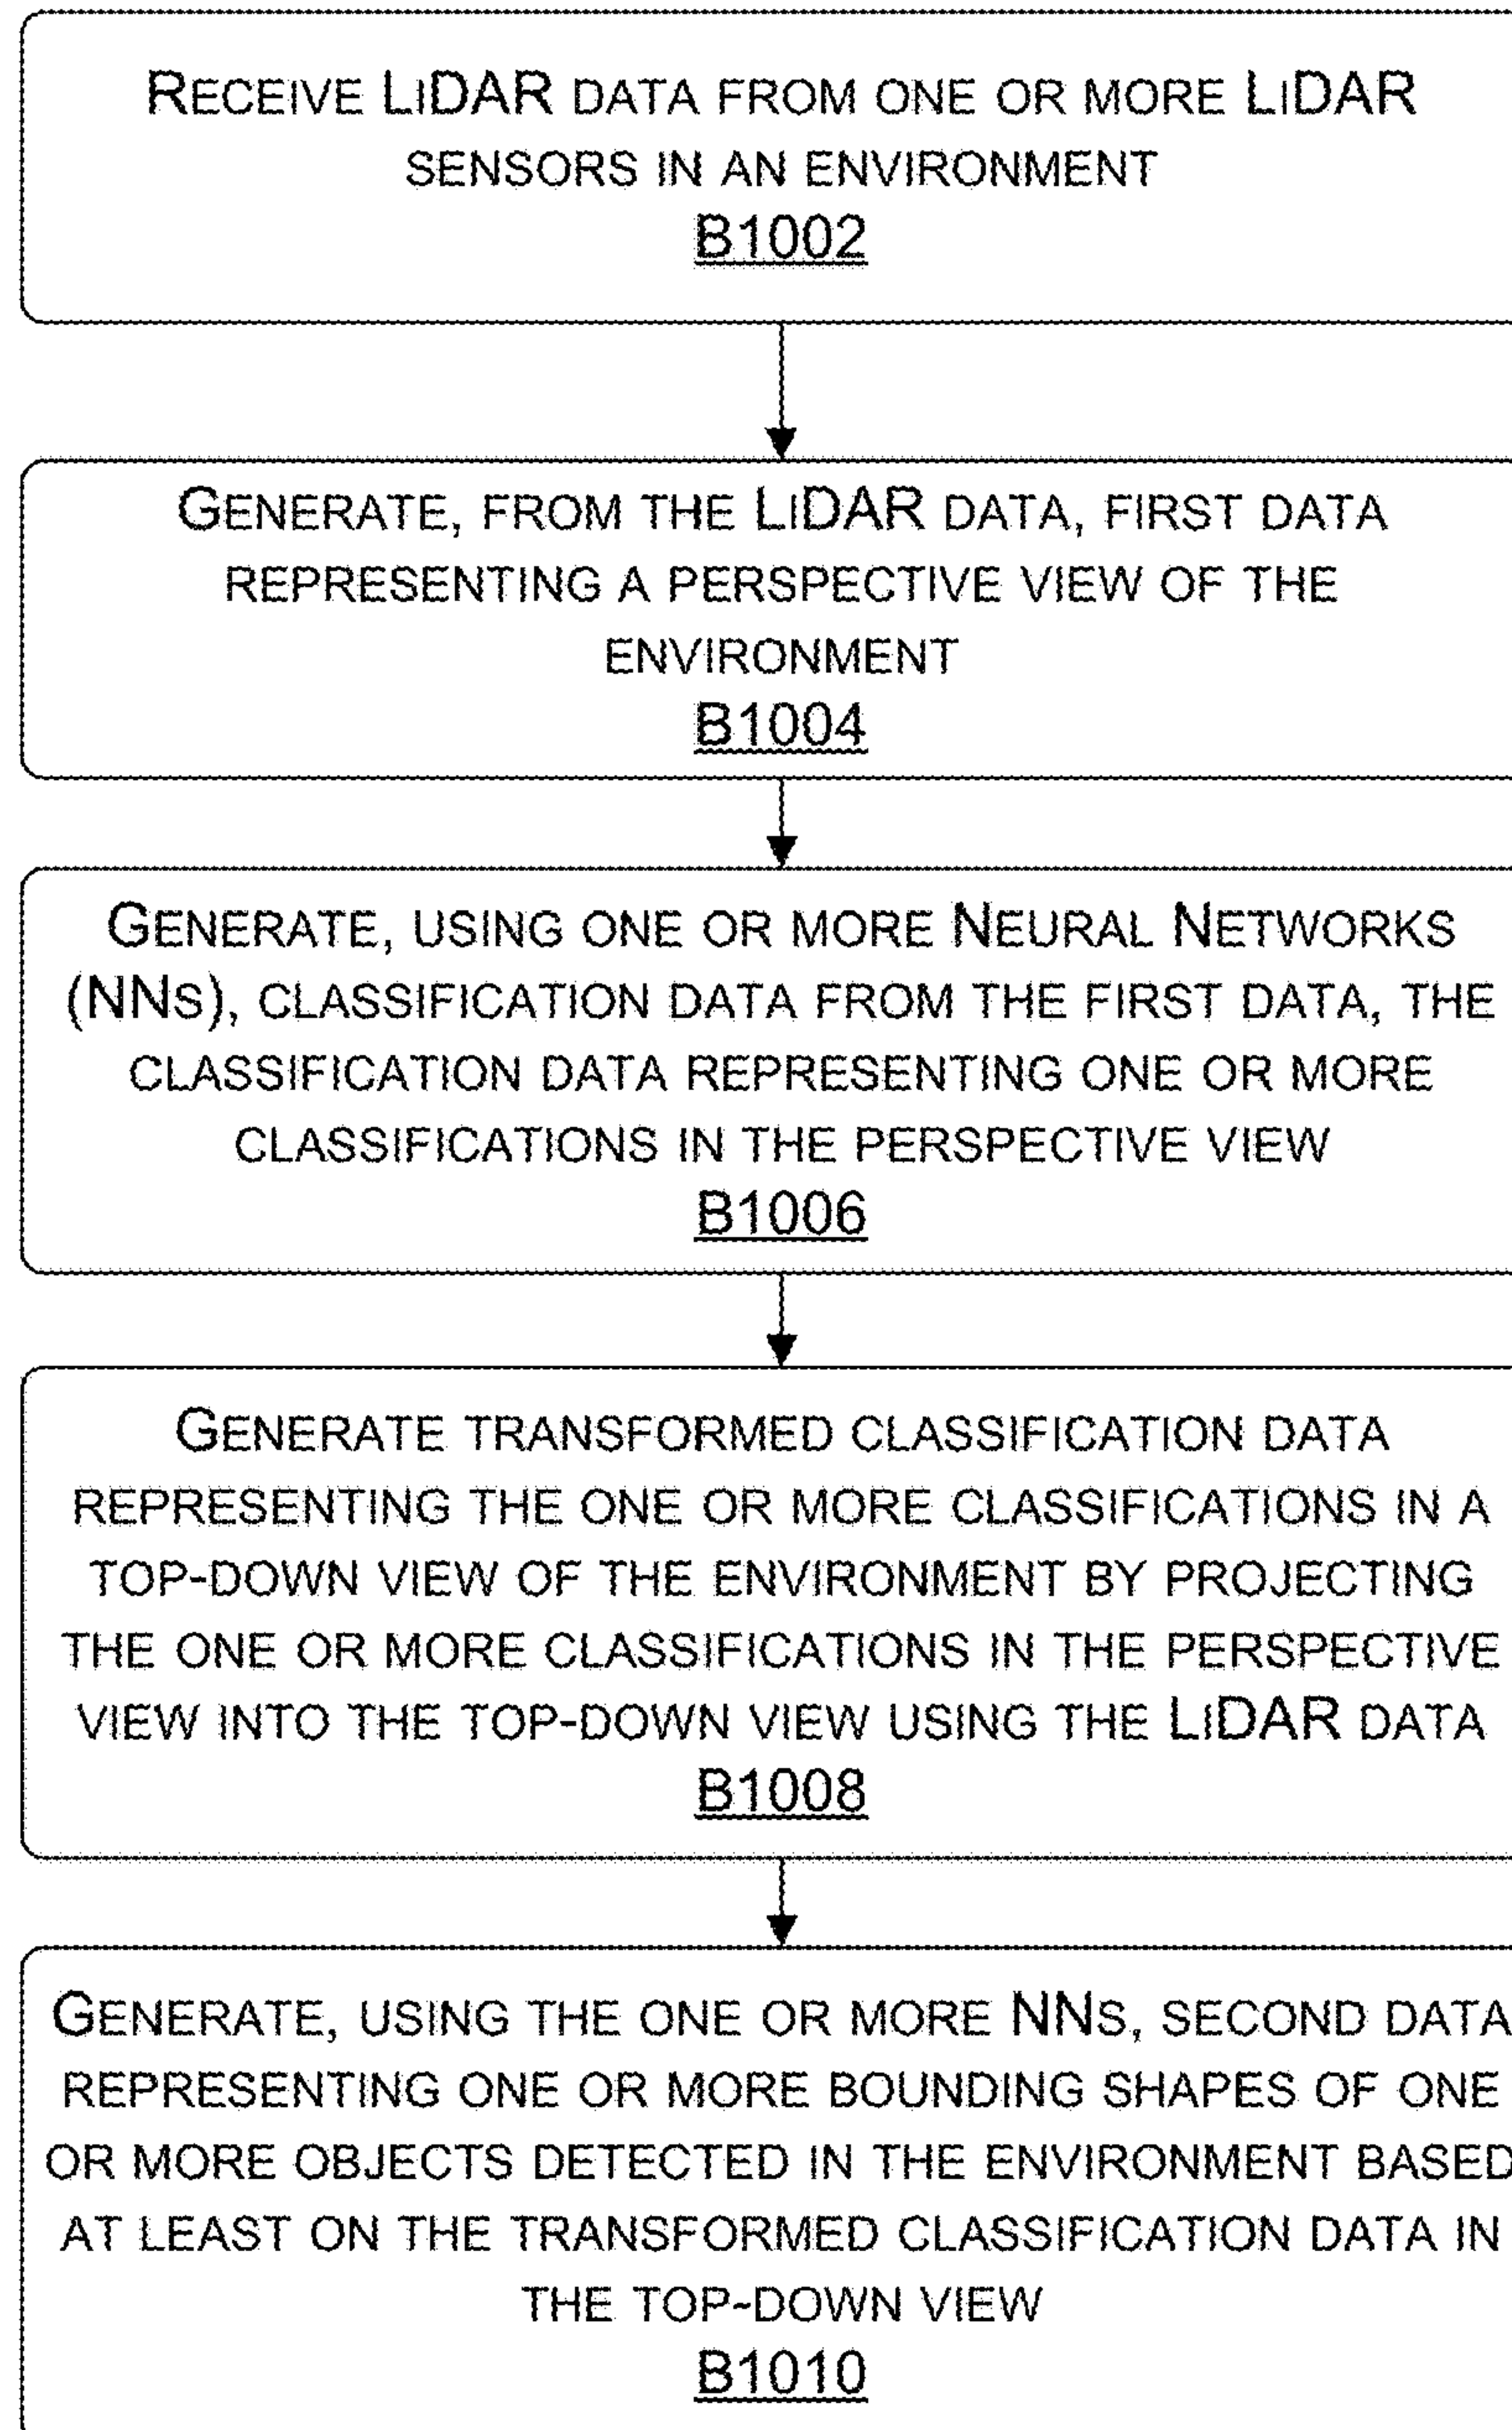 RECEIVE LiDAR DATA FROM ONE OR MORE LiDAR
SENSORS IN AN ENVIRONMENT
B1002
GENERATE, FROM THE LiDAR DATA, FIRST DATA
REPRESENTING A PERSPECTIVE VIEW OF THE
ENVIRONMENT
B1004
GENERATE, USING ONE OR MORE NEURAL NETWORKS
(NNs), CLASSIFICATION DATA FROM THE FIRST DATA, THE
CLASSIFICATION DATA REPRESENTING ONE OR MORE
CLASSIFICATIONS IN THE PERSPECTIVE VIEW
B1006
GENERATE TRANSFORMED CLASSIFICATION DATA
REPRESENTING THE ONE OR MORE CLASSIFICATIONS IN A
TOP-DOWN VIEW OF THE ENVIRONMENT BY PROJECTING
THE ONE OR MORE CLASSIFICATIONS IN THE PERSPECTIVE
VIEW INTO THE TOP-DOWN VIEW USING THE LiDAR DATA
B1008
GENERATE, USING THE ONE OR MORE NNs, SECOND DATA
REPRESENTING ONE OR MORE BOUNDING SHAPES OF ONE
OR MORE OBJECTS DETECTED IN THE ENVIRONMENT BASED
AT LEAST ON THE TRANSFORMED CLASSIFICATION DATA IN
THE TOP-DOWN VIEW
B1010